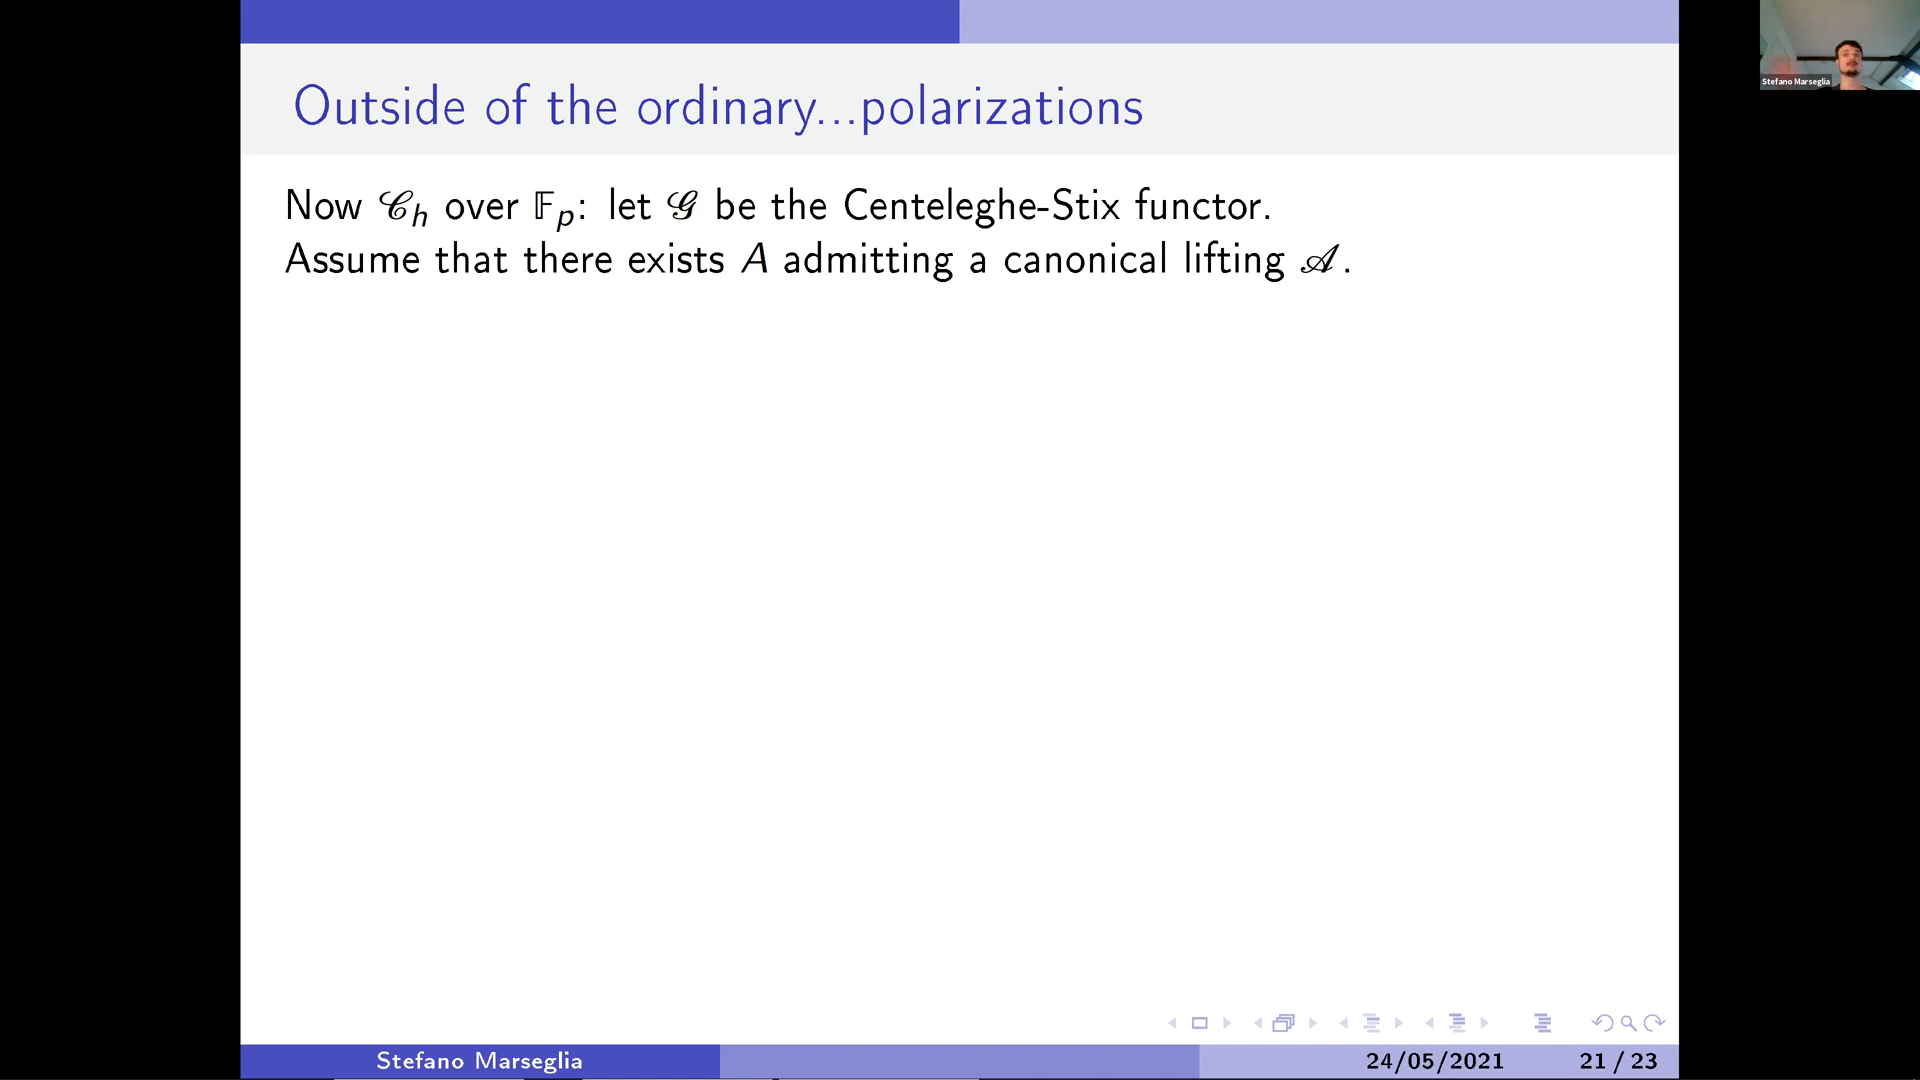 Outside of the ordinary...polarizations
Stefano Marseglia
Now 𝒞_h over 𝔽_p: let 𝒢 be the Centeleghe-Stix functor.
Assume that there exists A admitting a canonical lifting 𝒜.
Stefano Marseglia
24/05/2021
21 / 23